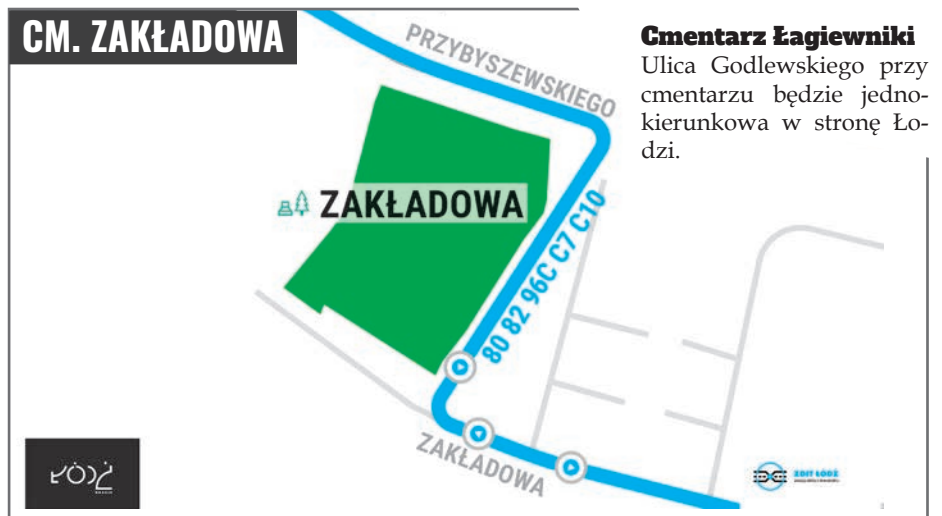 CM. ZAKŁADOWA
PRZYBYSZEWSKIEGO
Cmentarz Łagiewniki
Ulica Godlewskiego przy
cmentarzu będzie jedno-
kierunkowa w stronę Ło-
dzi.
ZAKŁADOWA
80 82 96C C7 C10
ZAKŁADOWA
ZDIT ŁÓDŹ